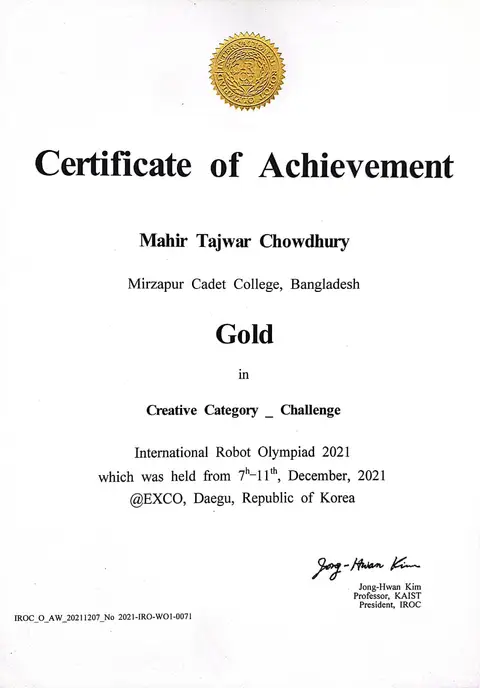 Certificate of Achievement
Mahir Tajwar Chowdhury
Mirzapur Cadet College, Bangladesh
Gold
in
Creative Category _ Challenge
International Robot Olympiad 2021
which was held from 7h–11th, December, 2021
@EXCO, Daegu, Republic of Korea
Jong-Hwan Kim
Jong-Hwan Kim
Professor, KAIST
President, IROC
IROC_O_AW_20211207_No 2021-IRO-WO1-0071